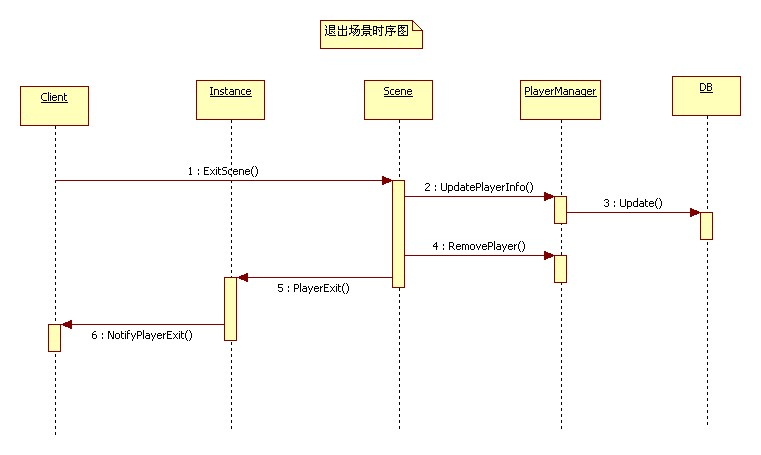 退出场景时序图
Client
Instance
Scene
PlayerManager
DB
1 : ExitScene()
2 : UpdatePlayerInfo()
3 : Update()
4 : RemovePlayer()
5 : PlayerExit()
6 : NotifyPlayerExit()